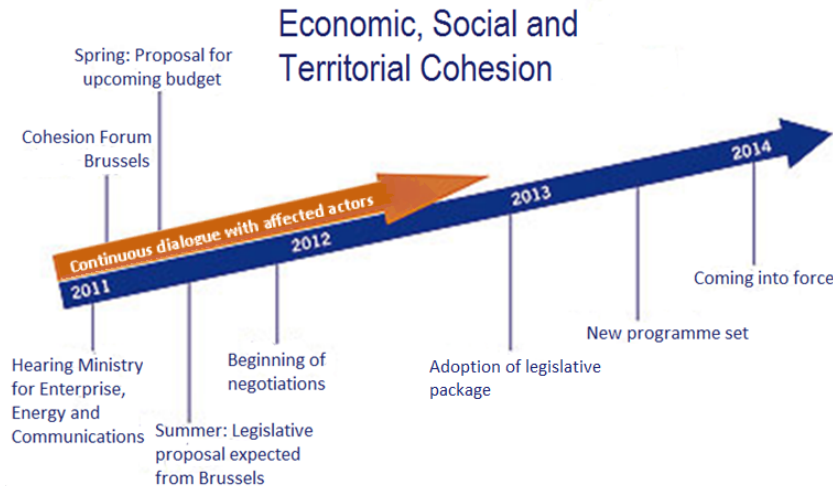 Economic, Social and
Territorial Cohesion
Spring: Proposal for
upcoming budget
Cohesion Forum
Brussels
Continuous dialogue with affected actors
2011
2012
2013
2014
Hearing Ministry
for Enterprise,
Energy and
Communications
Summer: Legislative
proposal expected
from Brussels
Beginning of
negotiations
Adoption of legislative
package
New programme set
Coming into force